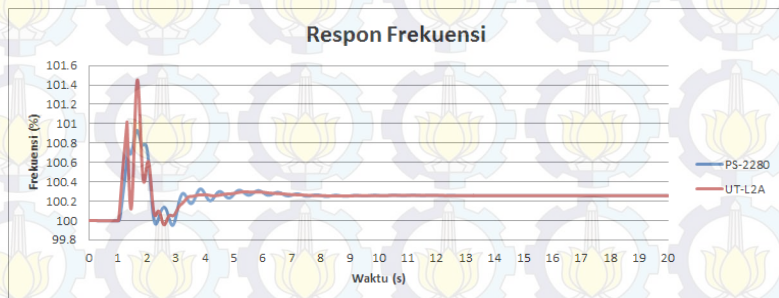 Respon Frekuensi
Frekuensi (%)
101.6
101.4
101.2
101
100.8
100.6
100.4
100.2
100
99.8
0 1 2 3 4 5 6 7 8 9 10 11 12 13 14 15 16 17 18 19 20
Waktu (s)
PS-2280
UT-L2A